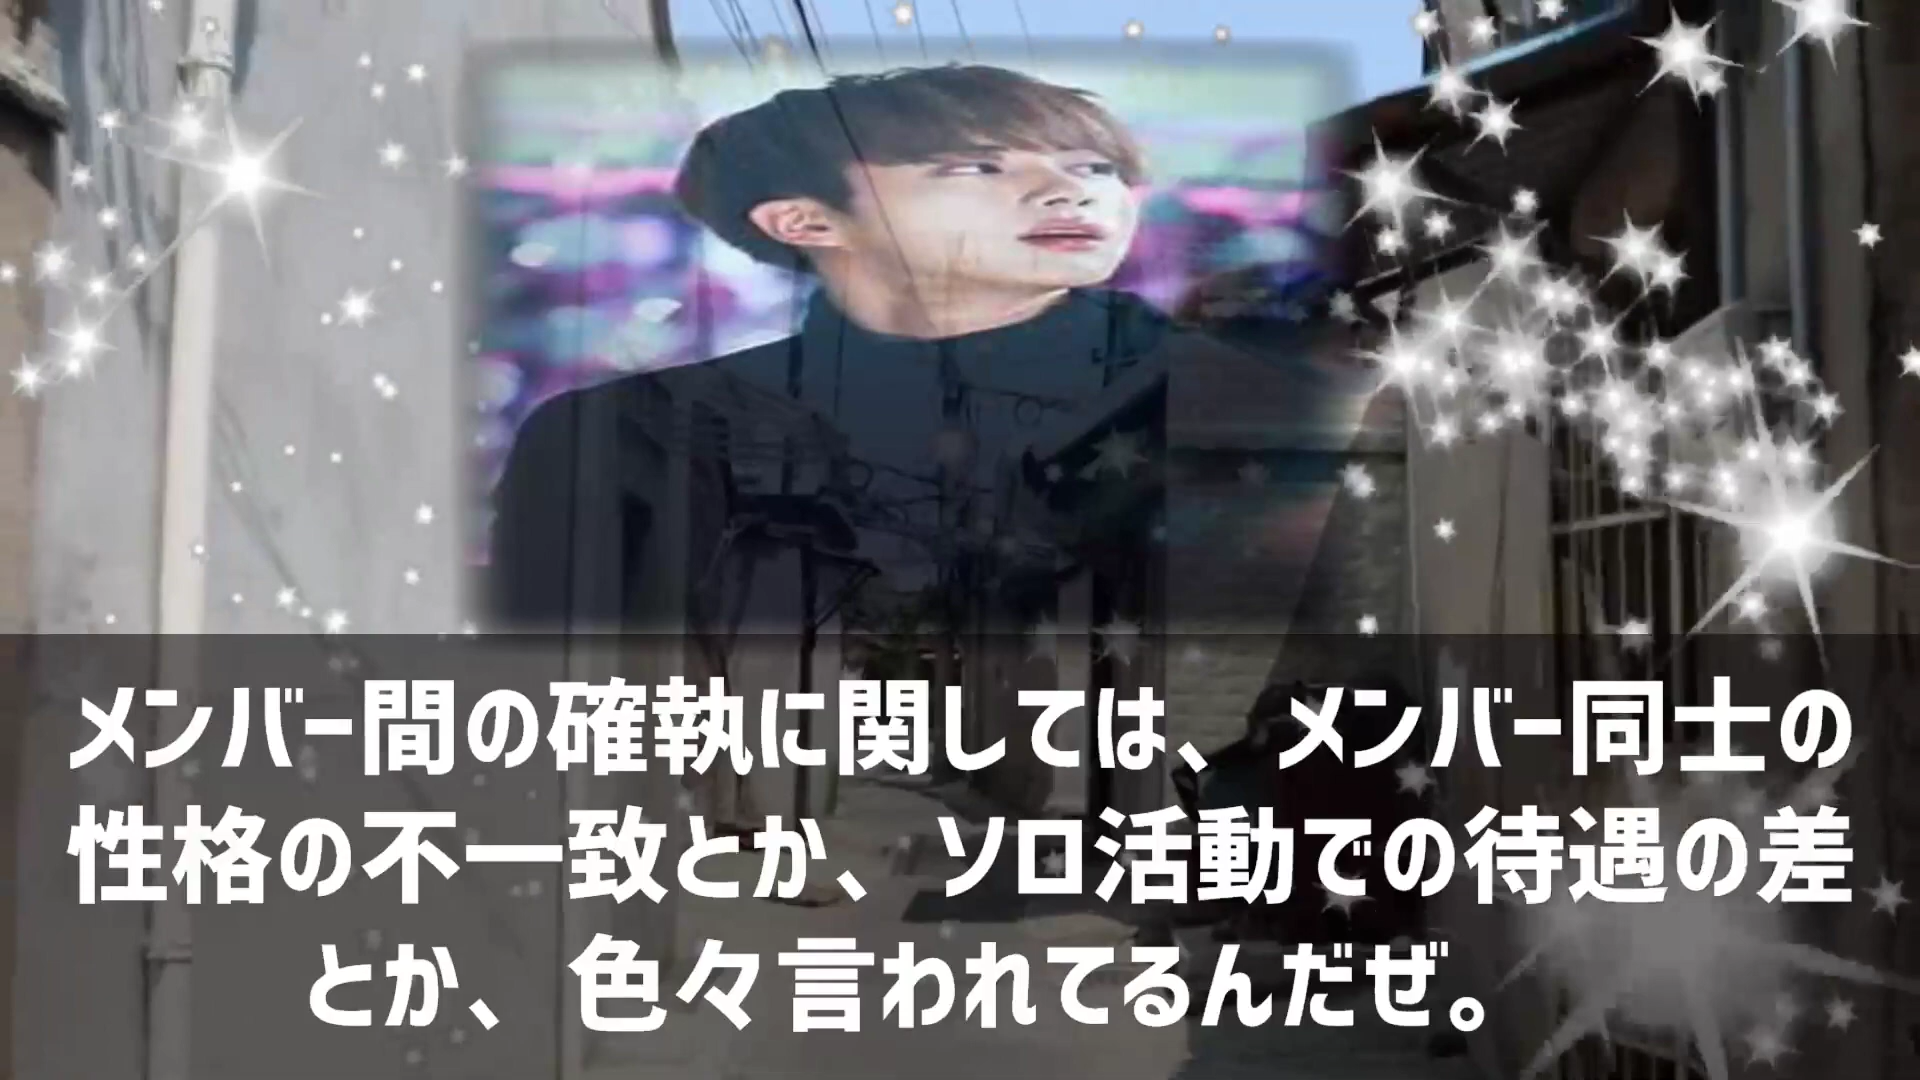 メンバー間の確執に関しては、メンバー同士の
性格の不一致とか、ソロ活動での待遇の差
とか、色々言われてるんだぜ。